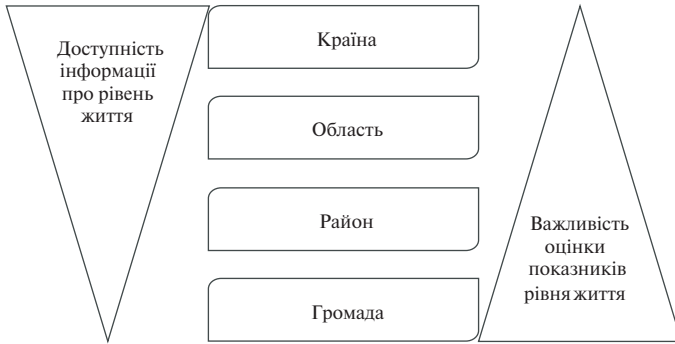 Доступність
інформації
про рівень
життя
Країна
Область
Район
Громада
Важливість
оцінки
показників
рівня життя